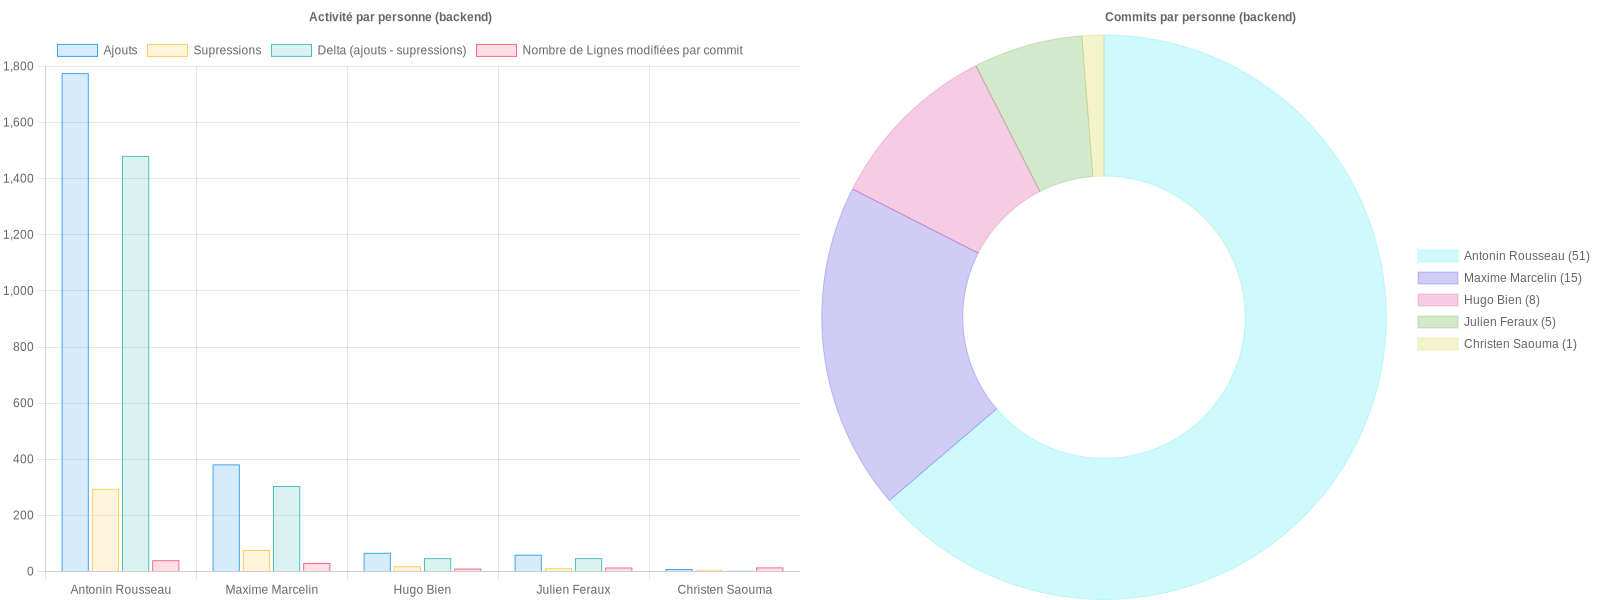 Activité par personne (backend)
Ajouts
Supressions
Delta (ajouts - supressions)
Nombre de Lignes modifiées par commit
1,800
1,600
1,400
1,200
1,000
800
600
400
200
0
Antonin Rousseau
Maxime Marcelin
Hugo Bien
Julien Feraux
Christen Saouma
Commits par personne (backend)
Antonin Rousseau (51)
Maxime Marcelin (15)
Hugo Bien (8)
Julien Feraux (5)
Christen Saouma (1)